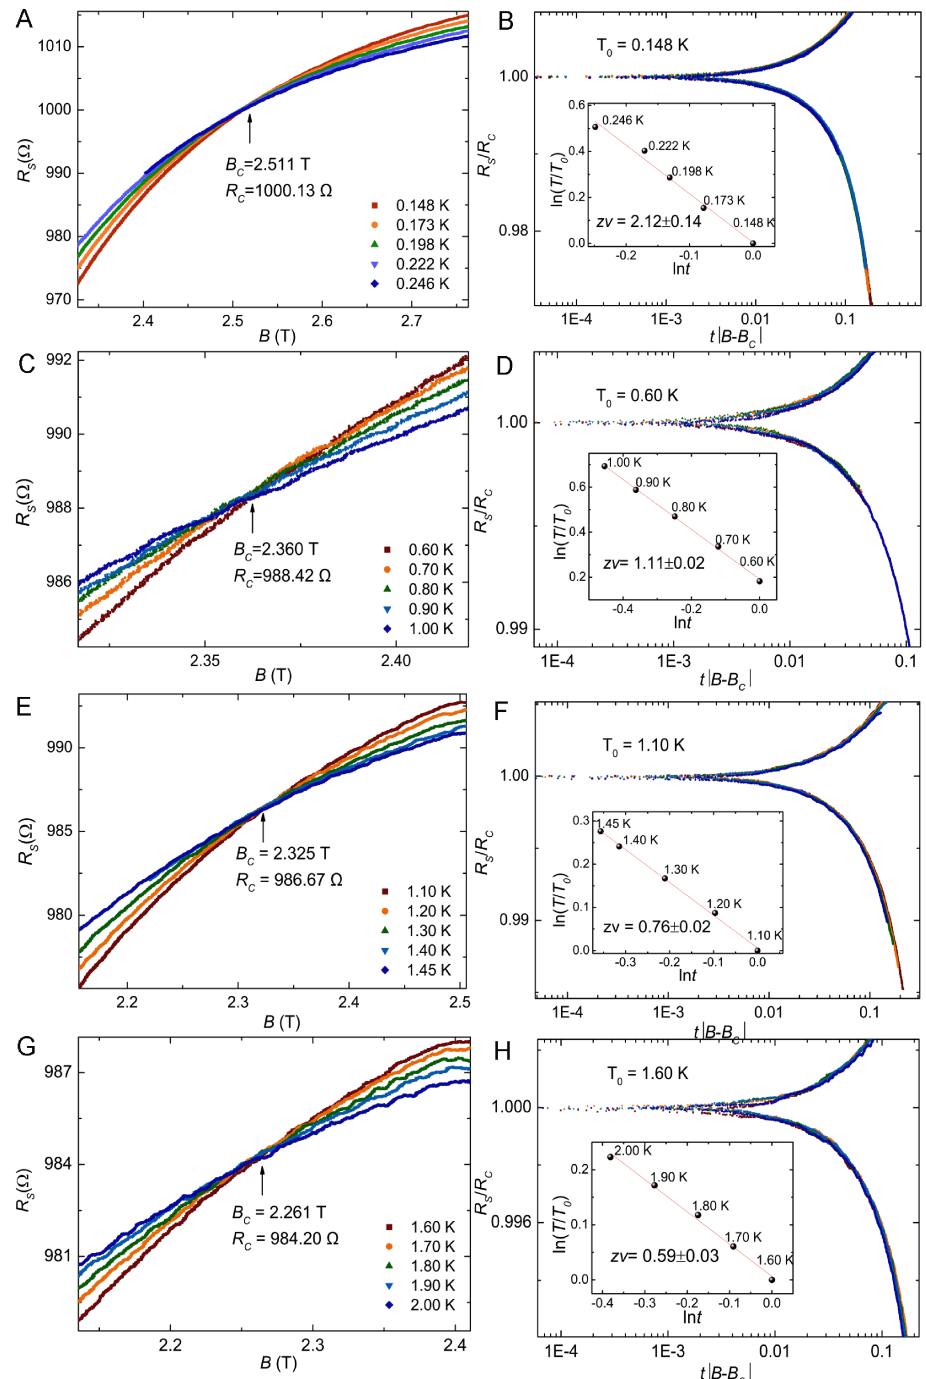 A
1010
1000
990
980
970
R_S(Ω)
B_C=2.511 T
R_C=1000.13 Ω
0.148 K
0.173 K
0.198 K
0.222 K
0.246 K
2.4 2.5 2.6 2.7
B (T)
B
T_0 = 0.148 K
1.00
0.98
R_S/R_C
0.6
0.4
0.2
0.0
ln(T/T_0)
0.246 K
0.222 K
0.198 K
0.173 K
0.148 K
zν = 2.12±0.14
-0.2 -0.1 0.0
lnt
1E-4 1E-3 0.01 0.1
t|B-B_C|
C
992
990
988
986
R_S(Ω)
B_C=2.360 T
R_C=988.42 Ω
0.60 K
0.70 K
0.80 K
0.90 K
1.00 K
2.35 2.40
B (T)
D
T_0 = 0.60 K
1.00
0.99
R_S/R_C
0.6
0.4
0.2
ln(T/T_0)
1.00 K
0.90 K
0.80 K
0.70 K
0.60 K
zν= 1.11±0.02
-0.4 -0.2 0.0
lnt
1E-4 1E-3 0.01 0.1
t|B-B_C|
E
990
985
980
R_S(Ω)
B_C = 2.325 T
R_C = 986.67 Ω
1.10 K
1.20 K
1.30 K
1.40 K
1.45 K
2.2 2.3 2.4 2.5
B (T)
F
T_0 = 1.10 K
1.00
0.99
R_S/R_C
0.3
0.2
0.1
0.0
ln(T/T_0)
1.45 K
1.40 K
1.30 K
1.20 K
1.10 K
zν = 0.76±0.02
-0.3 -0.2 -0.1 0.0
lnt
1E-4 1E-3 0.01 0.1
t|B-B_C|
G
987
984
981
R_S(Ω)
B_C = 2.261 T
R_C = 984.20 Ω
1.60 K
1.70 K
1.80 K
1.90 K
2.00 K
2.2 2.3 2.4
B (T)
H
T_0 = 1.60 K
1.000
0.996
R_S/R_C
0.2
0.1
0.0
ln(T/T_0)
2.00 K
1.90 K
1.80 K
1.70 K
1.60 K
zν= 0.59±0.03
-0.4 -0.3 -0.2 -0.1 0.0
lnt
1E-4 1E-3 0.01 0.1
t|B-B_C|